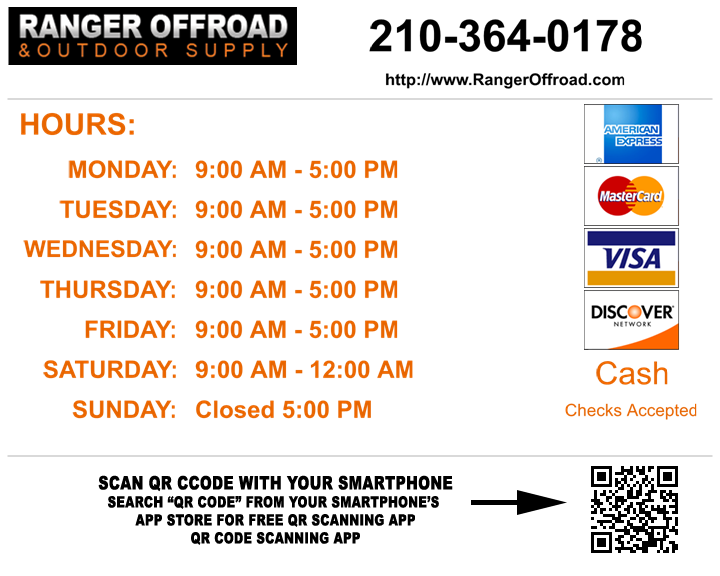 RANGER OFFROAD
& OUTDOOR SUPPLY
210-364-0178
http://www.RangerOffroad.com
HOURS:
MONDAY: 9:00 AM - 5:00 PM
TUESDAY: 9:00 AM - 5:00 PM
WEDNESDAY: 9:00 AM - 5:00 PM
THURSDAY: 9:00 AM - 5:00 PM
FRIDAY: 9:00 AM - 5:00 PM
SATURDAY: 9:00 AM - 12:00 AM
SUNDAY: Closed 5:00 PM
AMERICAN
EXPRESS
MasterCard
VISA
DISCOVER
NETWORK
Cash
Checks Accepted
SCAN QR CCODE WITH YOUR SMARTPHONE
SEARCH “QR CODE” FROM YOUR SMARTPHONE’S
APP STORE FOR FREE QR SCANNING APP
QR CODE SCANNING APP